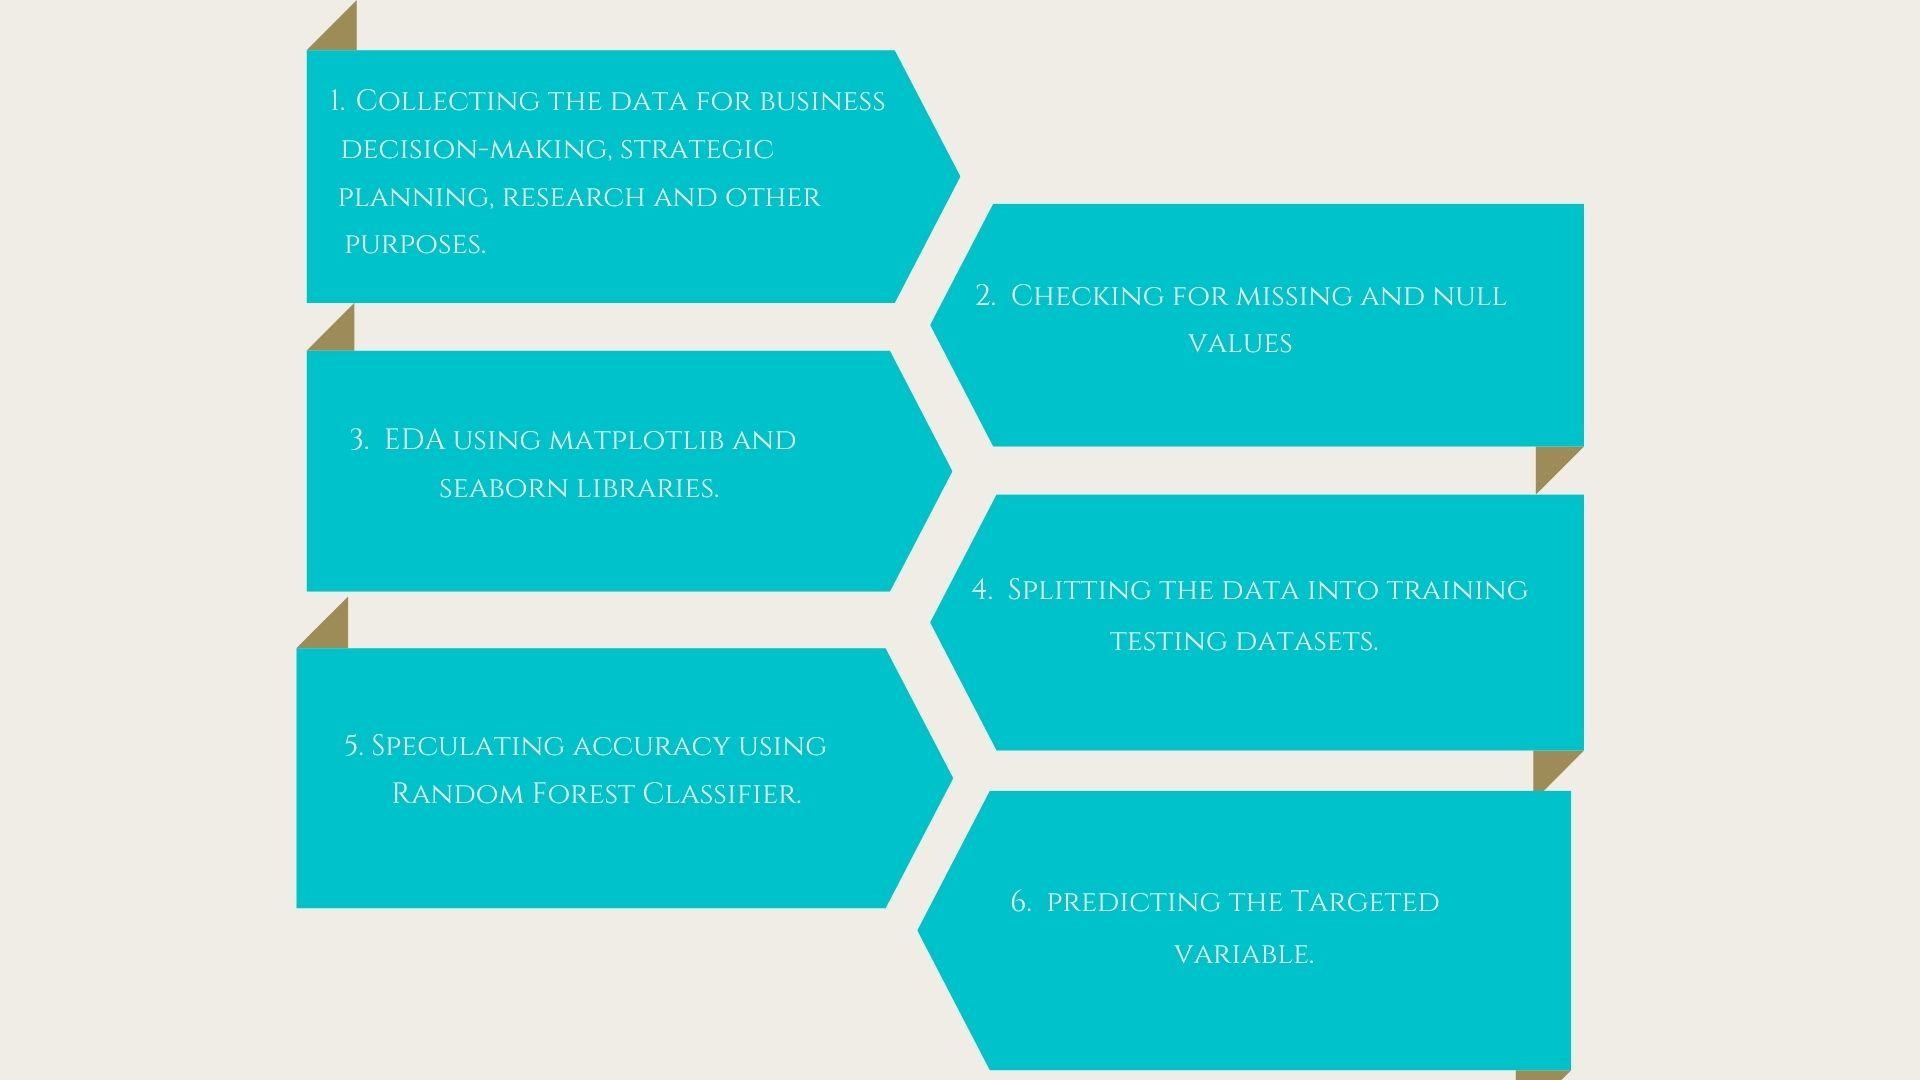 1. Collecting the data for business
decision-making, strategic
planning, research and other
purposes.
2. Checking for missing and null
values
3. EDA using matplotlib and
seaborn libraries.
4. Splitting the data into training
testing datasets.
5. Speculating accuracy using
Random Forest Classifier.
6. predicting the Targeted
variable.